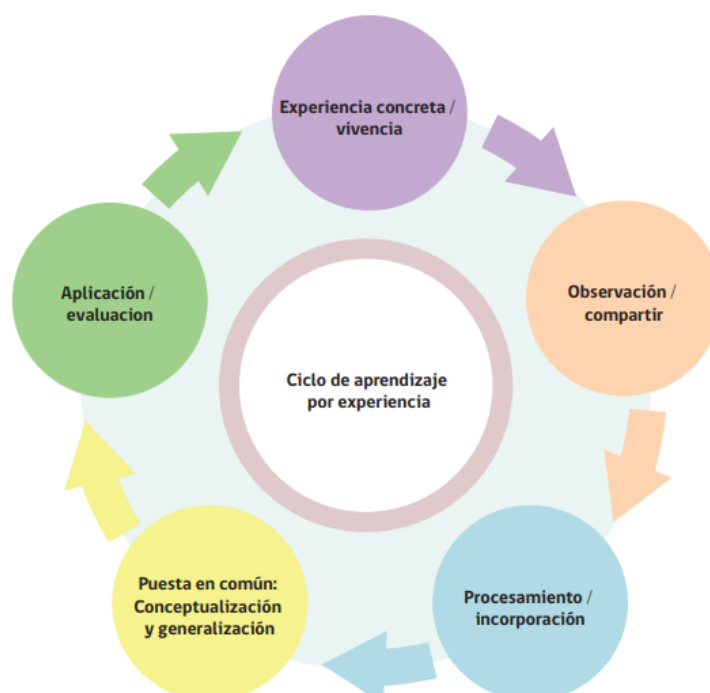 Experiencia concreta /
vivencia
Observación /
compartir
Procesamiento /
incorporación
Puesta en común:
Conceptualización
y generalización
Aplicación /
evaluacion
Ciclo de aprendizaje
por experiencia